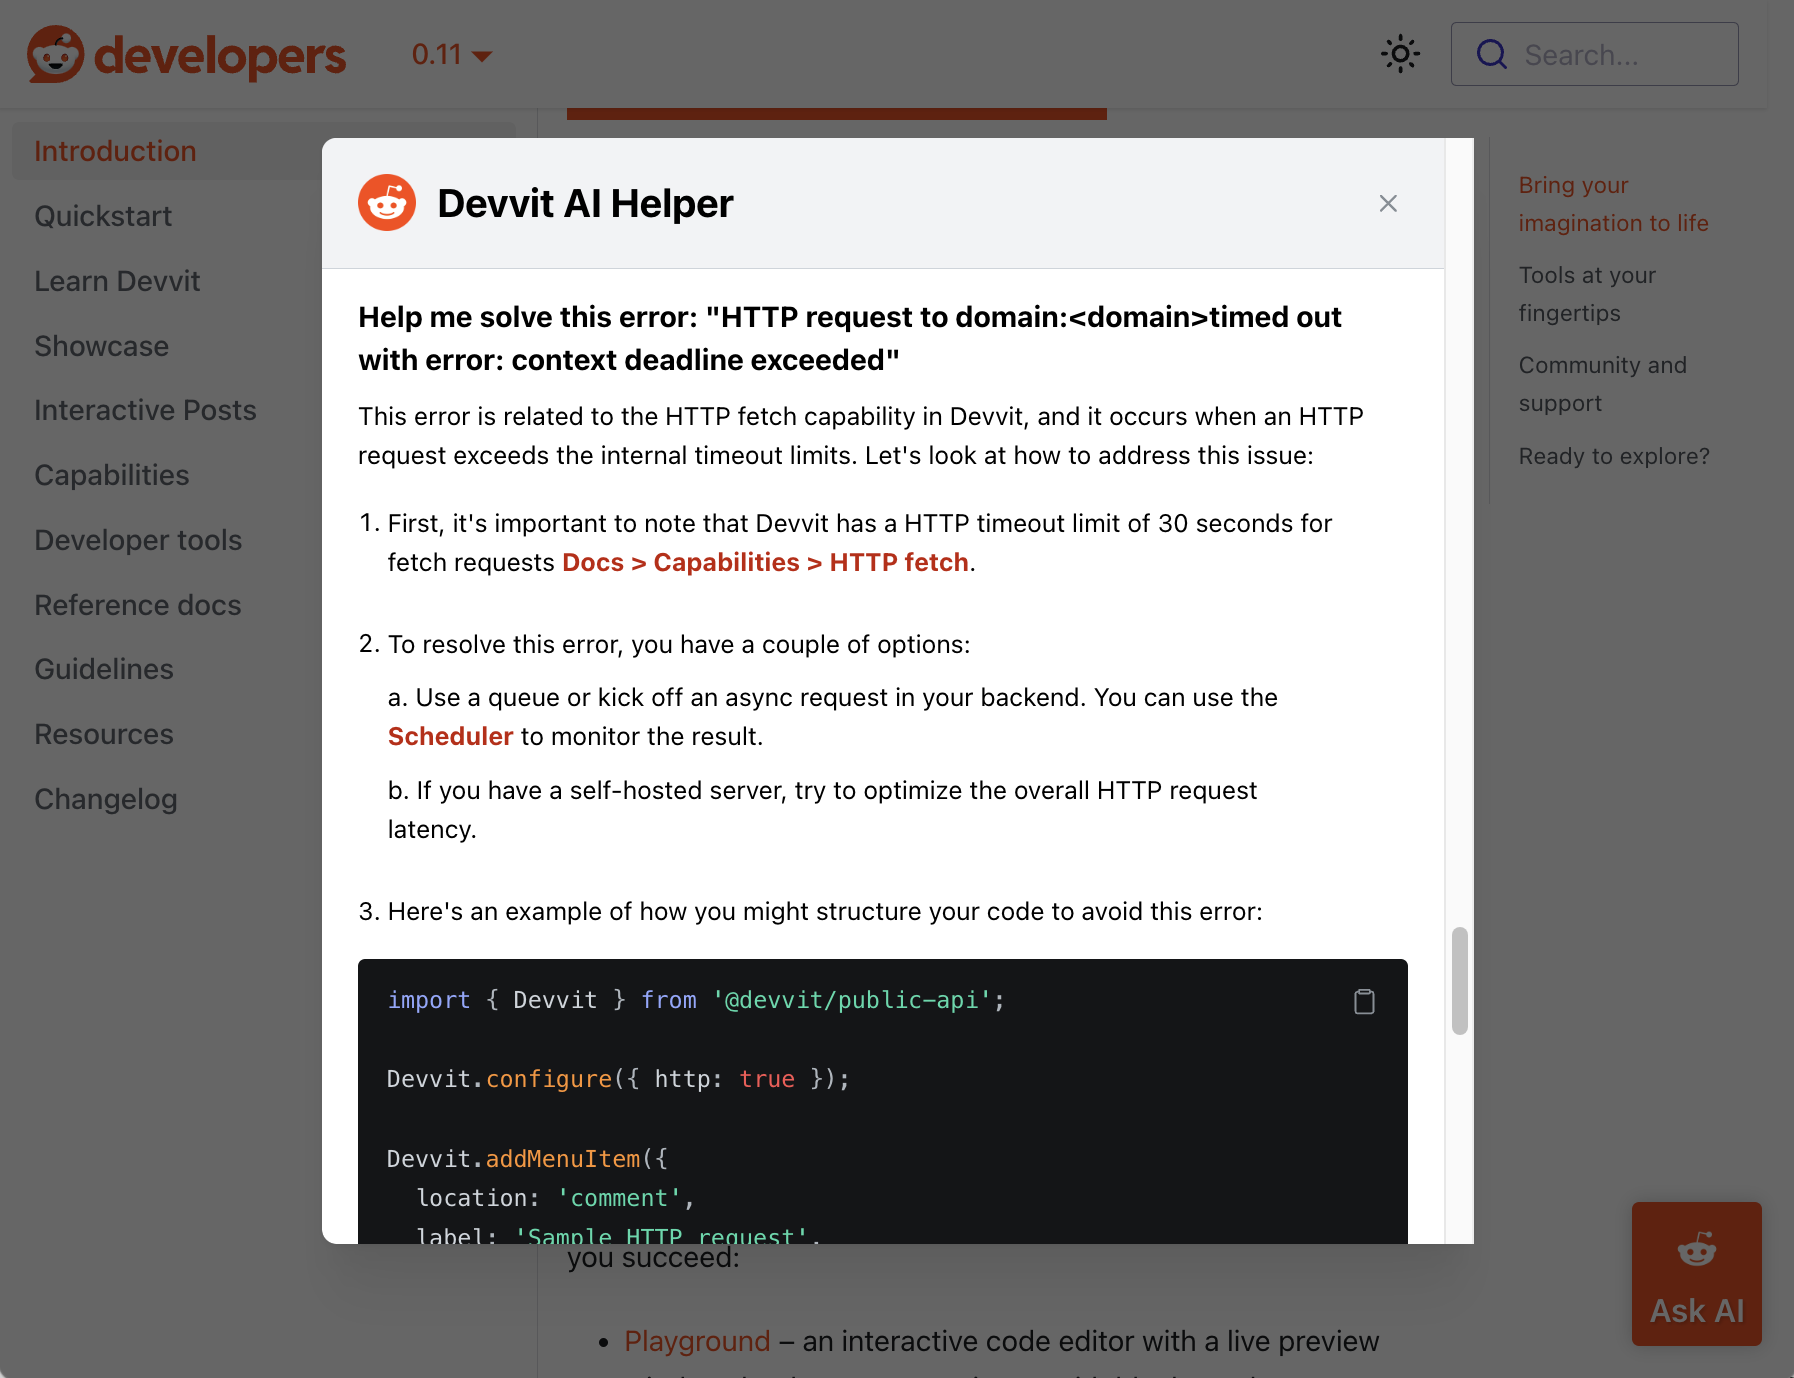 developers
0.11
Search...
Introduction
Quickstart
Learn Devvit
Showcase
Interactive Posts
Capabilities
Developer tools
Reference docs
Guidelines
Resources
Changelog
Devvit AI Helper
Help me solve this error: "HTTP request to domain:<domain>timed out
with error: context deadline exceeded"
This error is related to the HTTP fetch capability in Devvit, and it occurs when an HTTP
request exceeds the internal timeout limits. Let's look at how to address this issue:
1. First, it's important to note that Devvit has a HTTP timeout limit of 30 seconds for
fetch requests Docs > Capabilities > HTTP fetch.
2. To resolve this error, you have a couple of options:
a. Use a queue or kick off an async request in your backend. You can use the
Scheduler to monitor the result.
b. If you have a self-hosted server, try to optimize the overall HTTP request
latency.
3. Here's an example of how you might structure your code to avoid this error:
import { Devvit } from '@devvit/public-api';
Devvit.configure({ http: true });
Devvit.addMenuItem({
location: 'comment',
label: 'Sample HTTP request',
you succeed:
• Playground – an interactive code editor with a live preview
Bring your
imagination to life
Tools at your
fingertips
Community and
support
Ready to explore?
Ask AI